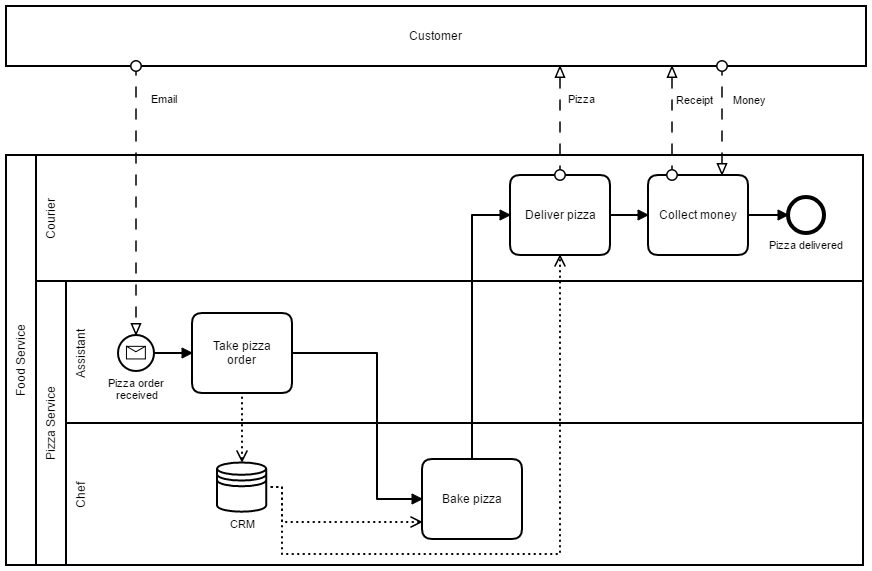 Customer
Email
Pizza
Receipt
Money
Food Service
Courier
Deliver pizza
Collect money
Pizza delivered
Pizza Service
Assistant
Pizza order
received
Take pizza
order
Chef
CRM
Bake pizza